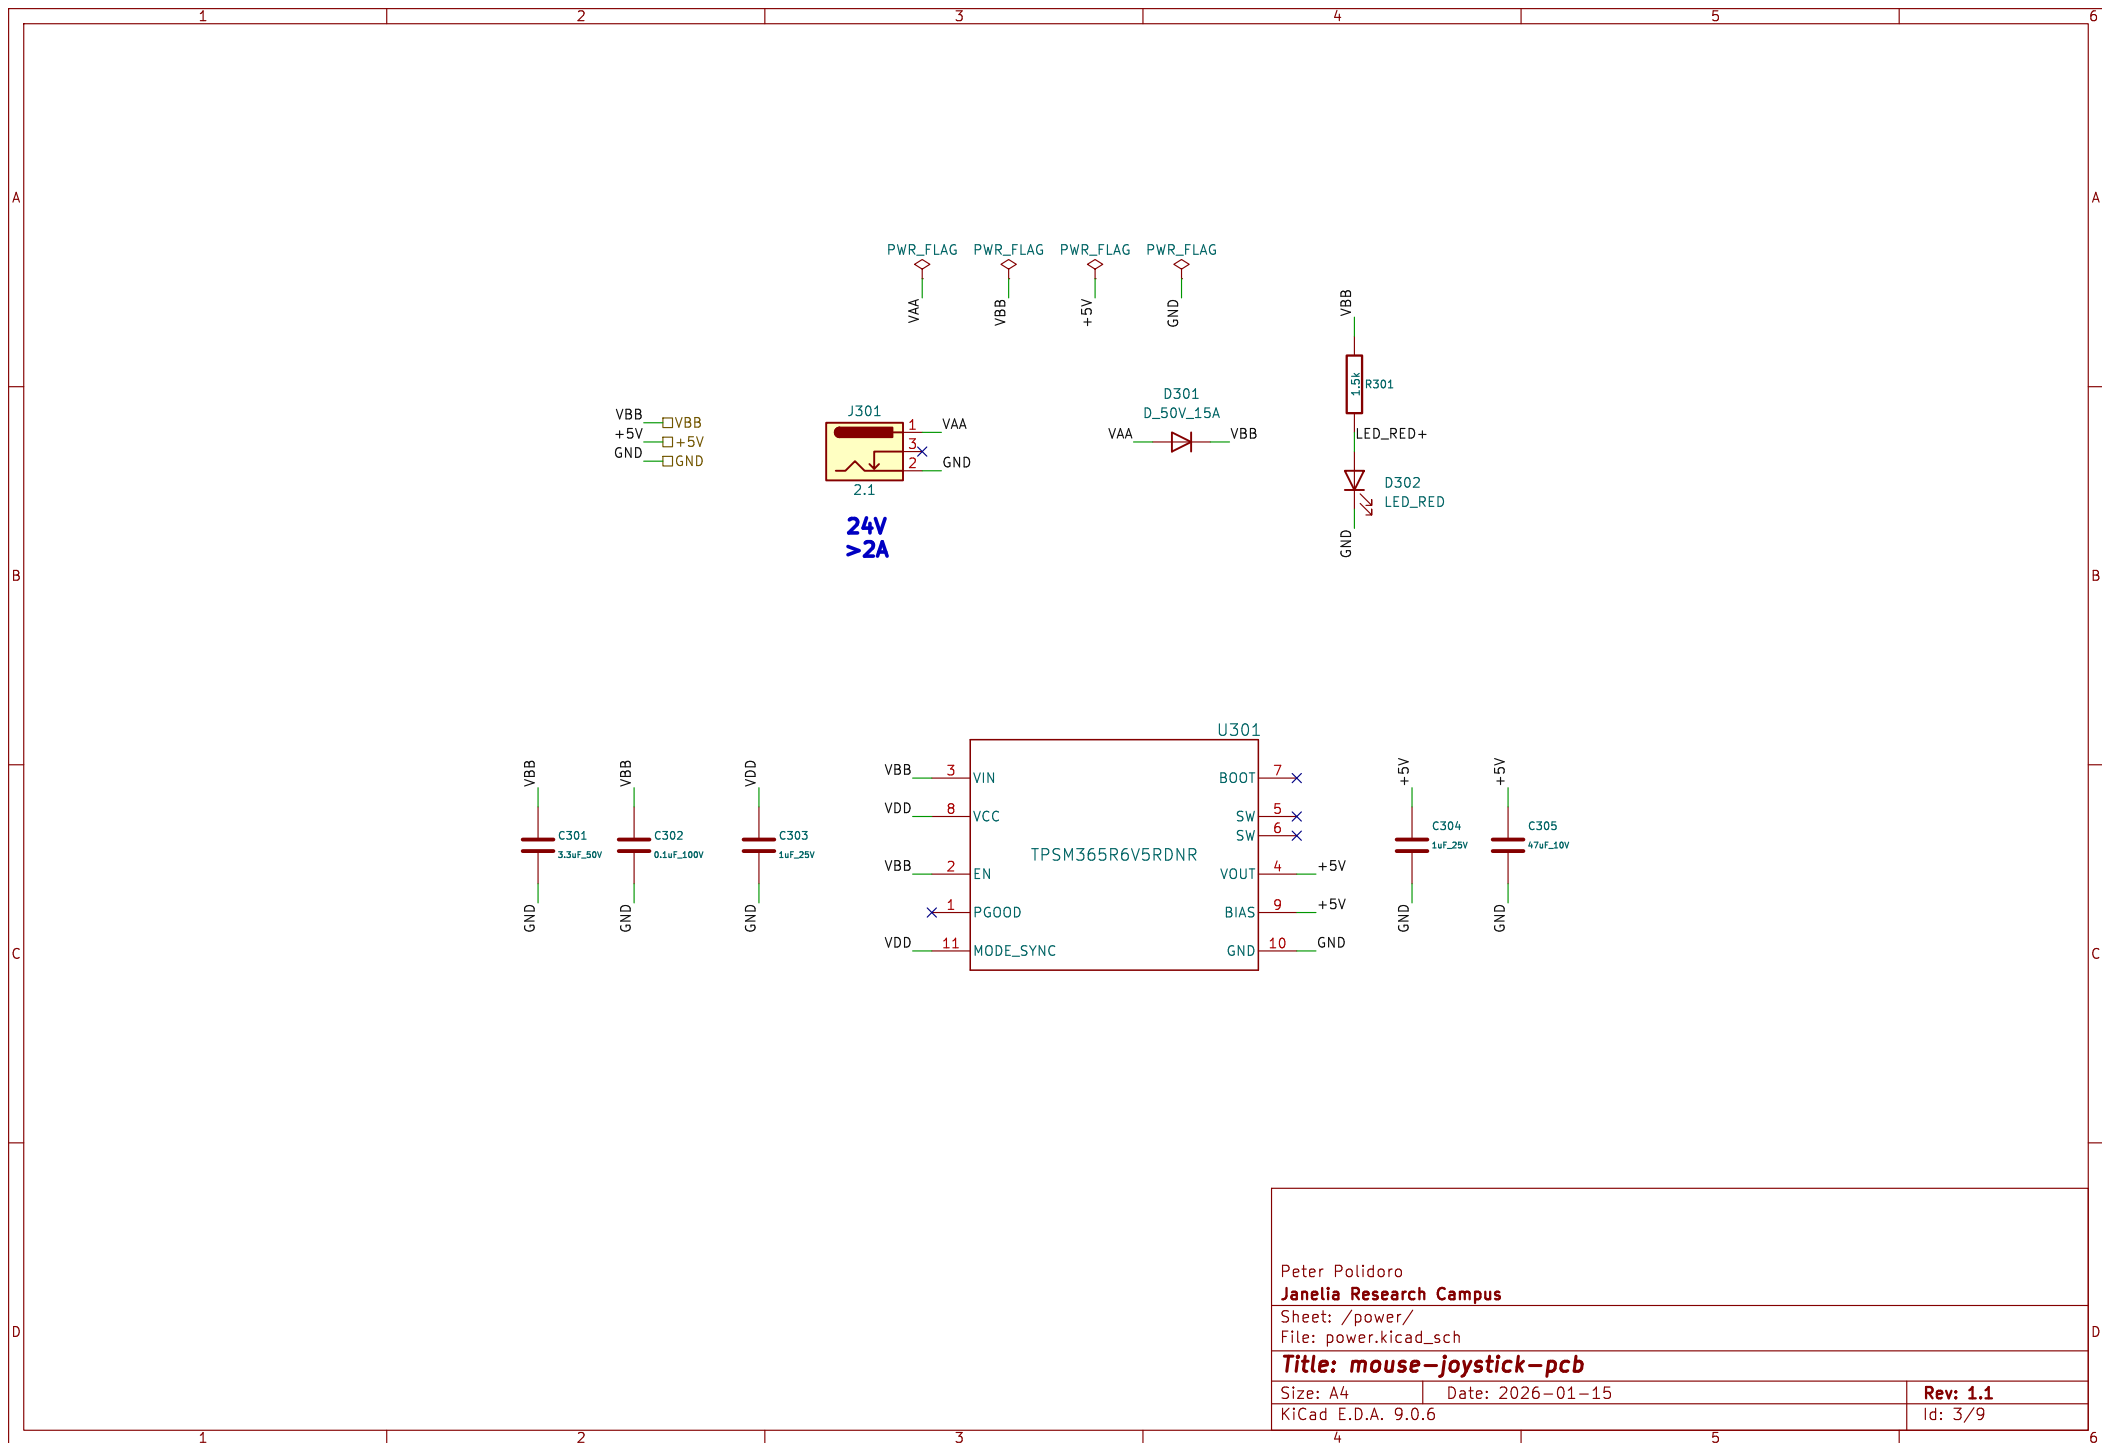 1 2 3 4 5 6
A A
PWR_FLAG PWR_FLAG PWR_FLAG PWR_FLAG
VAA VBB +5V GND
VBB
1.5k R301
D301
D_50V_15A
VAA VBB
LED_RED+
D302
LED_RED
GND
VBB VBB
+5V +5V
GND GND
J301
1 VAA
3
2 GND
2.1
24V
>2A
B B
U301
VBB 3 VIN BOOT 7
VDD 8 VCC SW 5
SW 6
TPSM365R6V5RDNR
VBB 2 EN VOUT 4 +5V
1 PGOOD BIAS 9 +5V
VDD 11 MODE_SYNC GND 10 GND
VBB VBB VDD +5V +5V
C301 C302 C303 C304 C305
3.3uF_50V 0.1uF_100V 1uF_25V 1uF_25V 47uF_10V
GND GND GND GND GND
C C
Peter Polidoro
Janelia Research Campus
Sheet: /power/
File: power.kicad_sch
D D
Title: mouse-joystick-pcb
Size: A4 Date: 2026-01-15 Rev: 1.1
KiCad E.D.A. 9.0.6 Id: 3/9
1 2 3 4 5 6